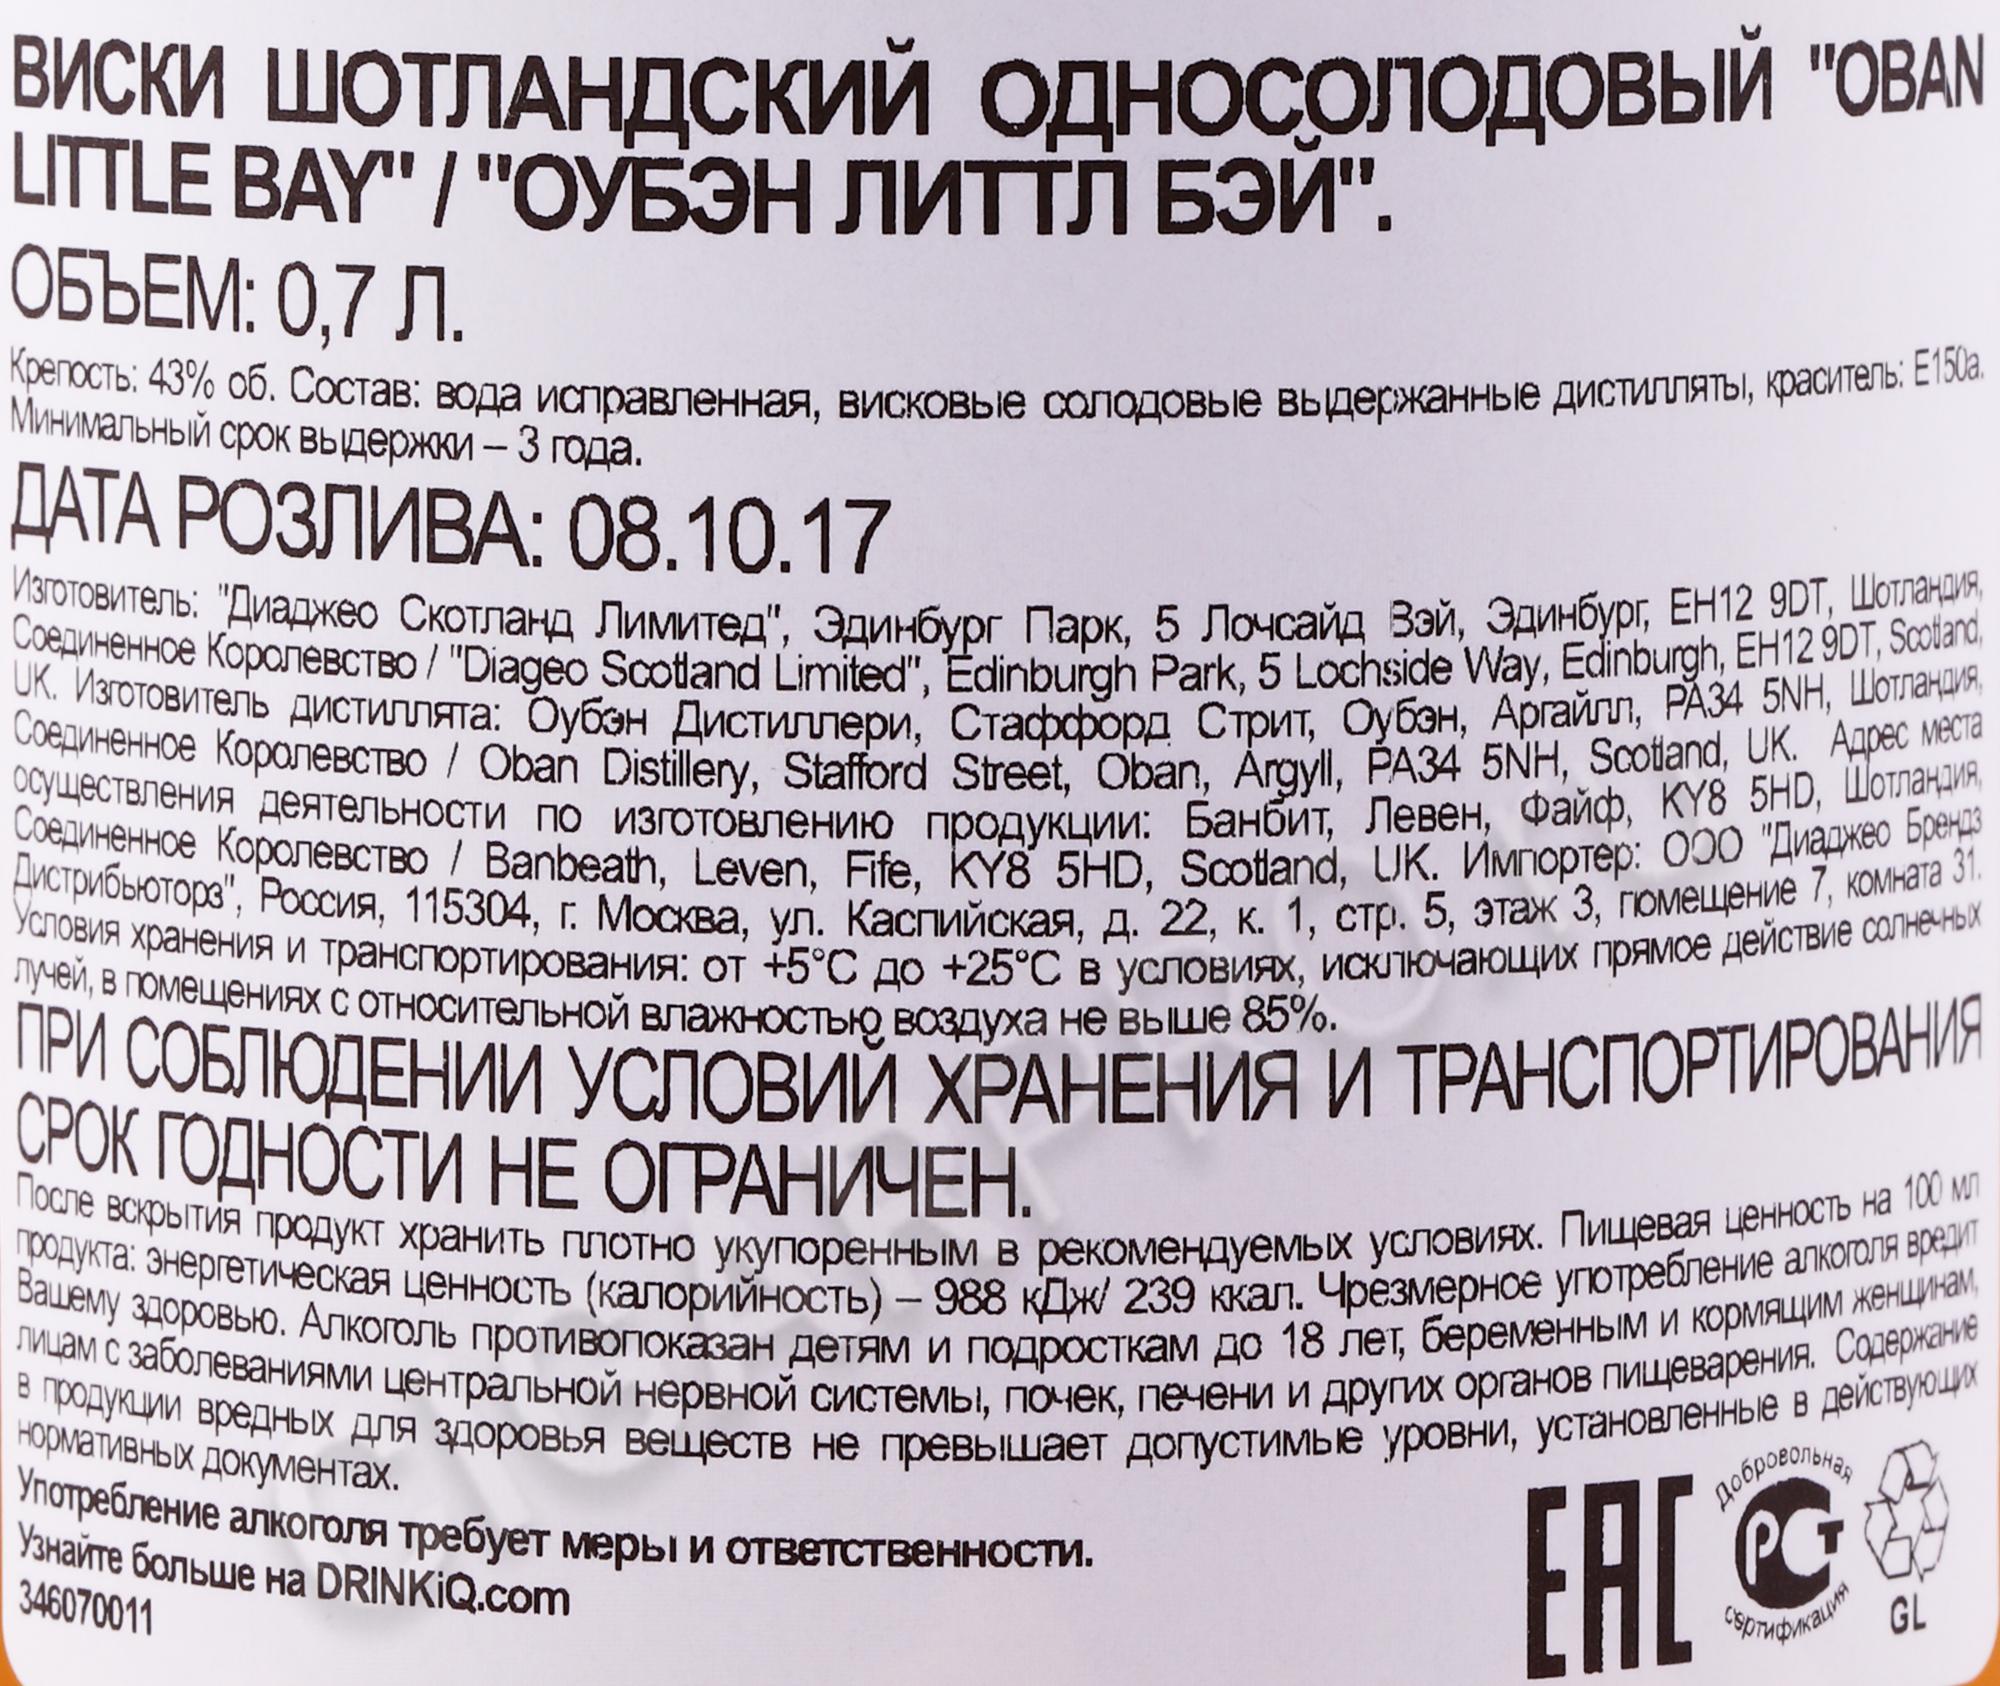 ВИСКИ ШОТЛАНДСКИЙ ОДНОСОЛОДОВЫЙ "OBAN
LITTLE BAY" / "ОУБЭН ЛИТТЛ БЭЙ".
ОБЪЕМ: 0,7 Л.
Крепость: 43% об. Состав: вода исправленная, висковые солодовые выдержанные дистилляты, краситель: E150a.
Минимальный срок выдержки – 3 года.
ДАТА РОЗЛИВА: 08.10.17
Изготовитель: "Диаджео Скотланд Лимитед", Эдинбург Парк, 5 Лочсайд Вэй, Эдинбург, EH12 9DT, Шотландия,
Соединенное Королевство / "Diageo Scotland Limited", Edinburgh Park, 5 Lochside Way, Edinburgh, EH12 9DT, Scotland,
UK. Изготовитель дистиллята: Оубэн Дистиллери, Стаффорд Стрит, Оубэн, Аргайлл, PA34 5NH, Шотландия,
Соединенное Королевство / Oban Distillery, Stafford Street, Oban, Argyll, PA34 5NH, Scotland, UK. Адрес места
осуществления деятельности по изготовлению продукции: Банбит, Левен, Файф, KY8 5HD, Шотландия,
Соединенное Королевство / Banbeath, Leven, Fife, KY8 5HD, Scotland, UK. Импортер: ООО "Диаджео Брендз
Дистрибьюторз", Россия, 115304, г. Москва, ул. Каспийская, д. 22, к. 1, стр. 5, этаж 3, помещение 7, комната 31.
Условия хранения и транспортирования: от +5°С до +25°С в условиях, исключающих прямое действие солнечных
лучей, в помещениях с относительной влажностью воздуха не выше 85%.
ПРИ СОБЛЮДЕНИИ УСЛОВИЙ ХРАНЕНИЯ И ТРАНСПОРТИРОВАНИЯ
СРОК ГОДНОСТИ НЕ ОГРАНИЧЕН.
После вскрытия продукт хранить плотно укупоренным в рекомендуемых условиях. Пищевая ценность на 100 мл
продукта: энергетическая ценность (калорийность) – 988 кДж/ 239 ккал. Чрезмерное употребление алкоголя вредит
Вашему здоровью. Алкоголь противопоказан детям и подросткам до 18 лет, беременным и кормящим женщинам,
лицам с заболеваниями центральной нервной системы, почек, печени и других органов пищеварения. Содержание
в продукции вредных для здоровья веществ не превышает допустимые уровни, установленные в действующих
нормативных документах.
Употребление алкоголя требует меры и ответственности.
Узнайте больше на DRINKiQ.com
346070011
EAC
Добровольная
РСТ
сертификация
GL
CIGARPRO.RU